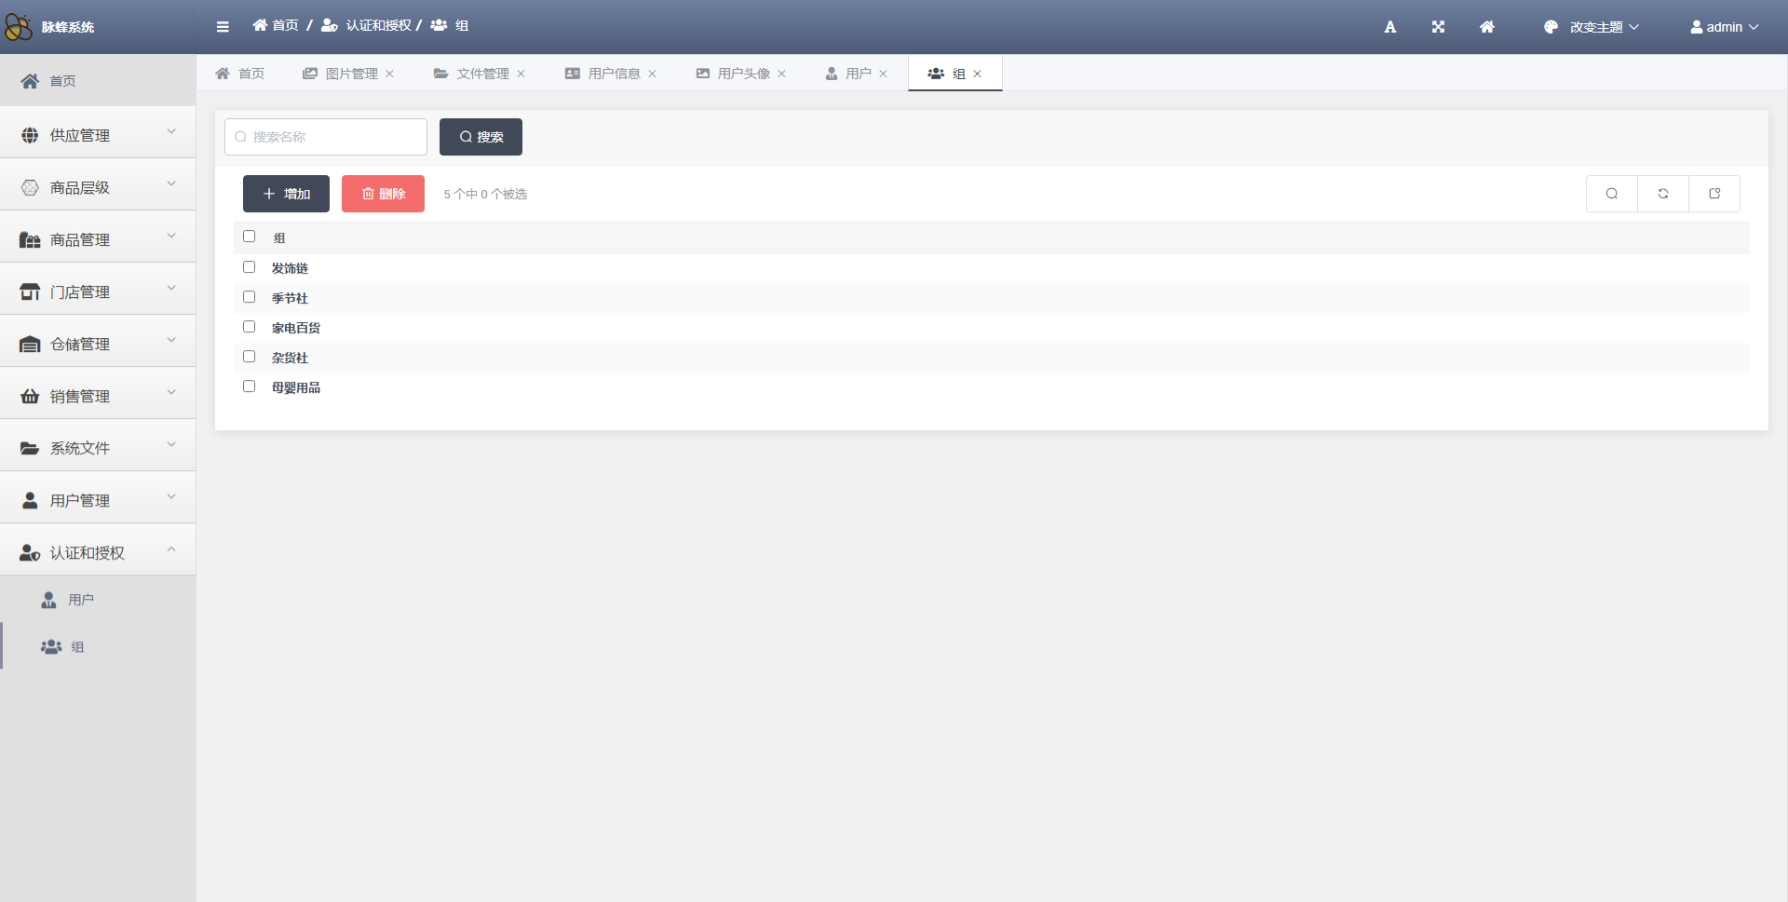 脉蜂系统
首页 / 认证和授权 / 组
A
改变主题
admin
首页
图片管理
文件管理
用户信息
用户头像
用户
组
首页
供应管理
商品层级
商品管理
门店管理
仓储管理
销售管理
系统文件
用户管理
认证和授权
用户
组
搜索名称
搜索
增加
删除
5 个中 0 个被选
组
发饰链
季节社
家电百货
杂货社
母婴用品